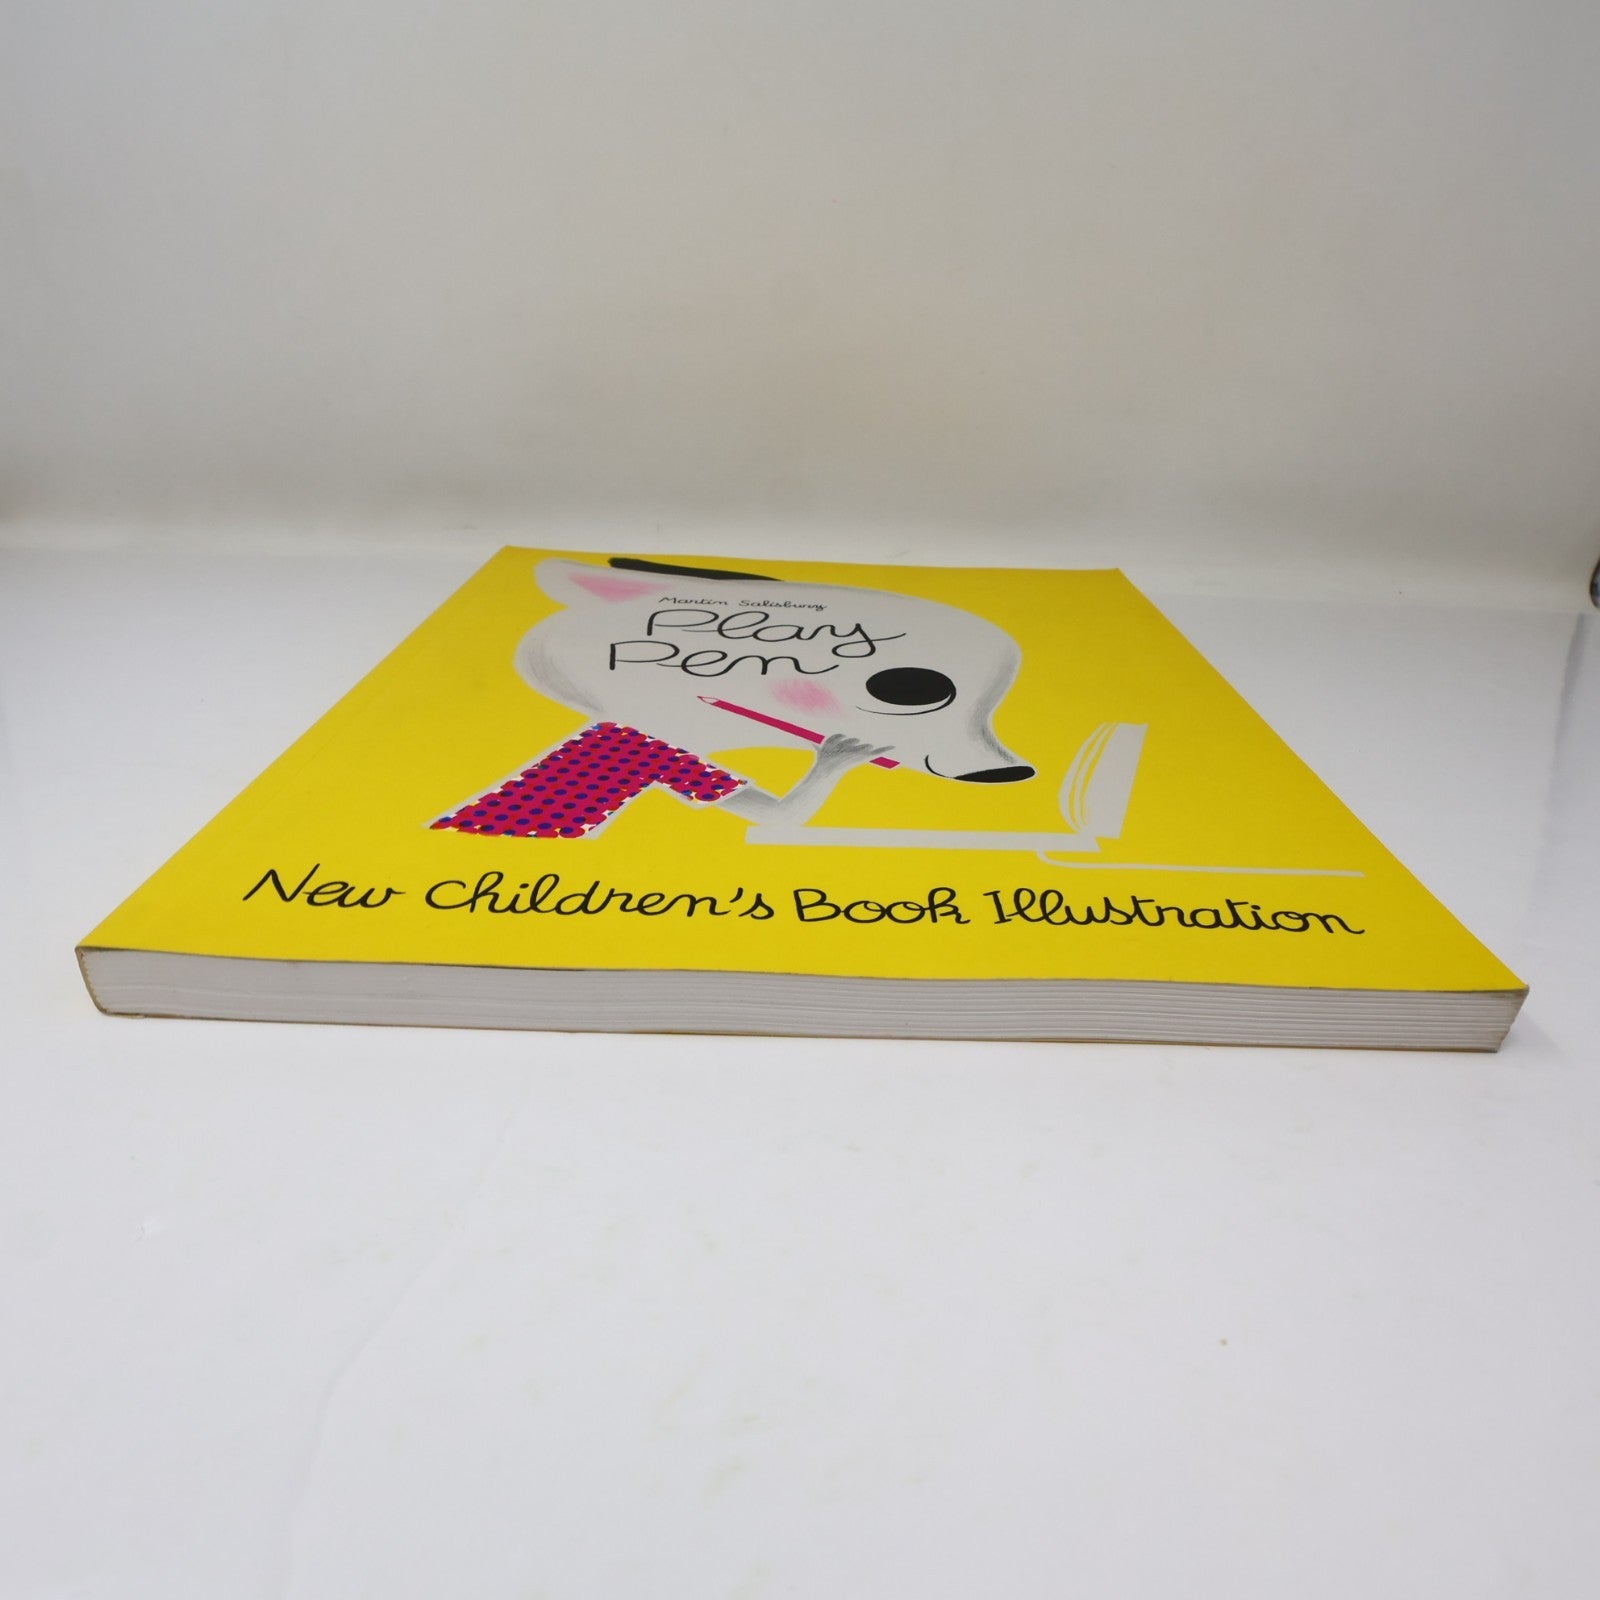 Martin Salisbury
Play
Pen
New Children's Book Illustration